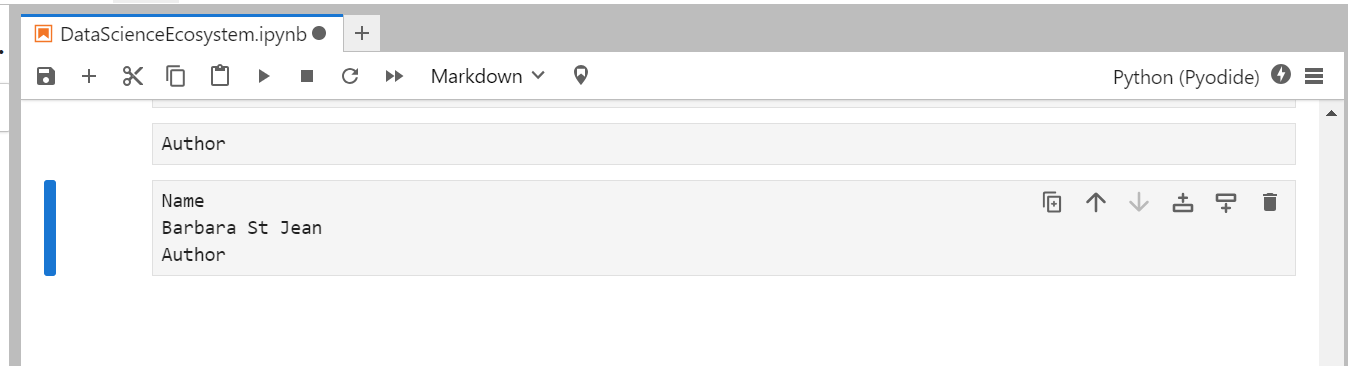 DataScienceEcosystem.ipynb
Markdown
Python (Pyodide)
Author
Name
Barbara St Jean
Author